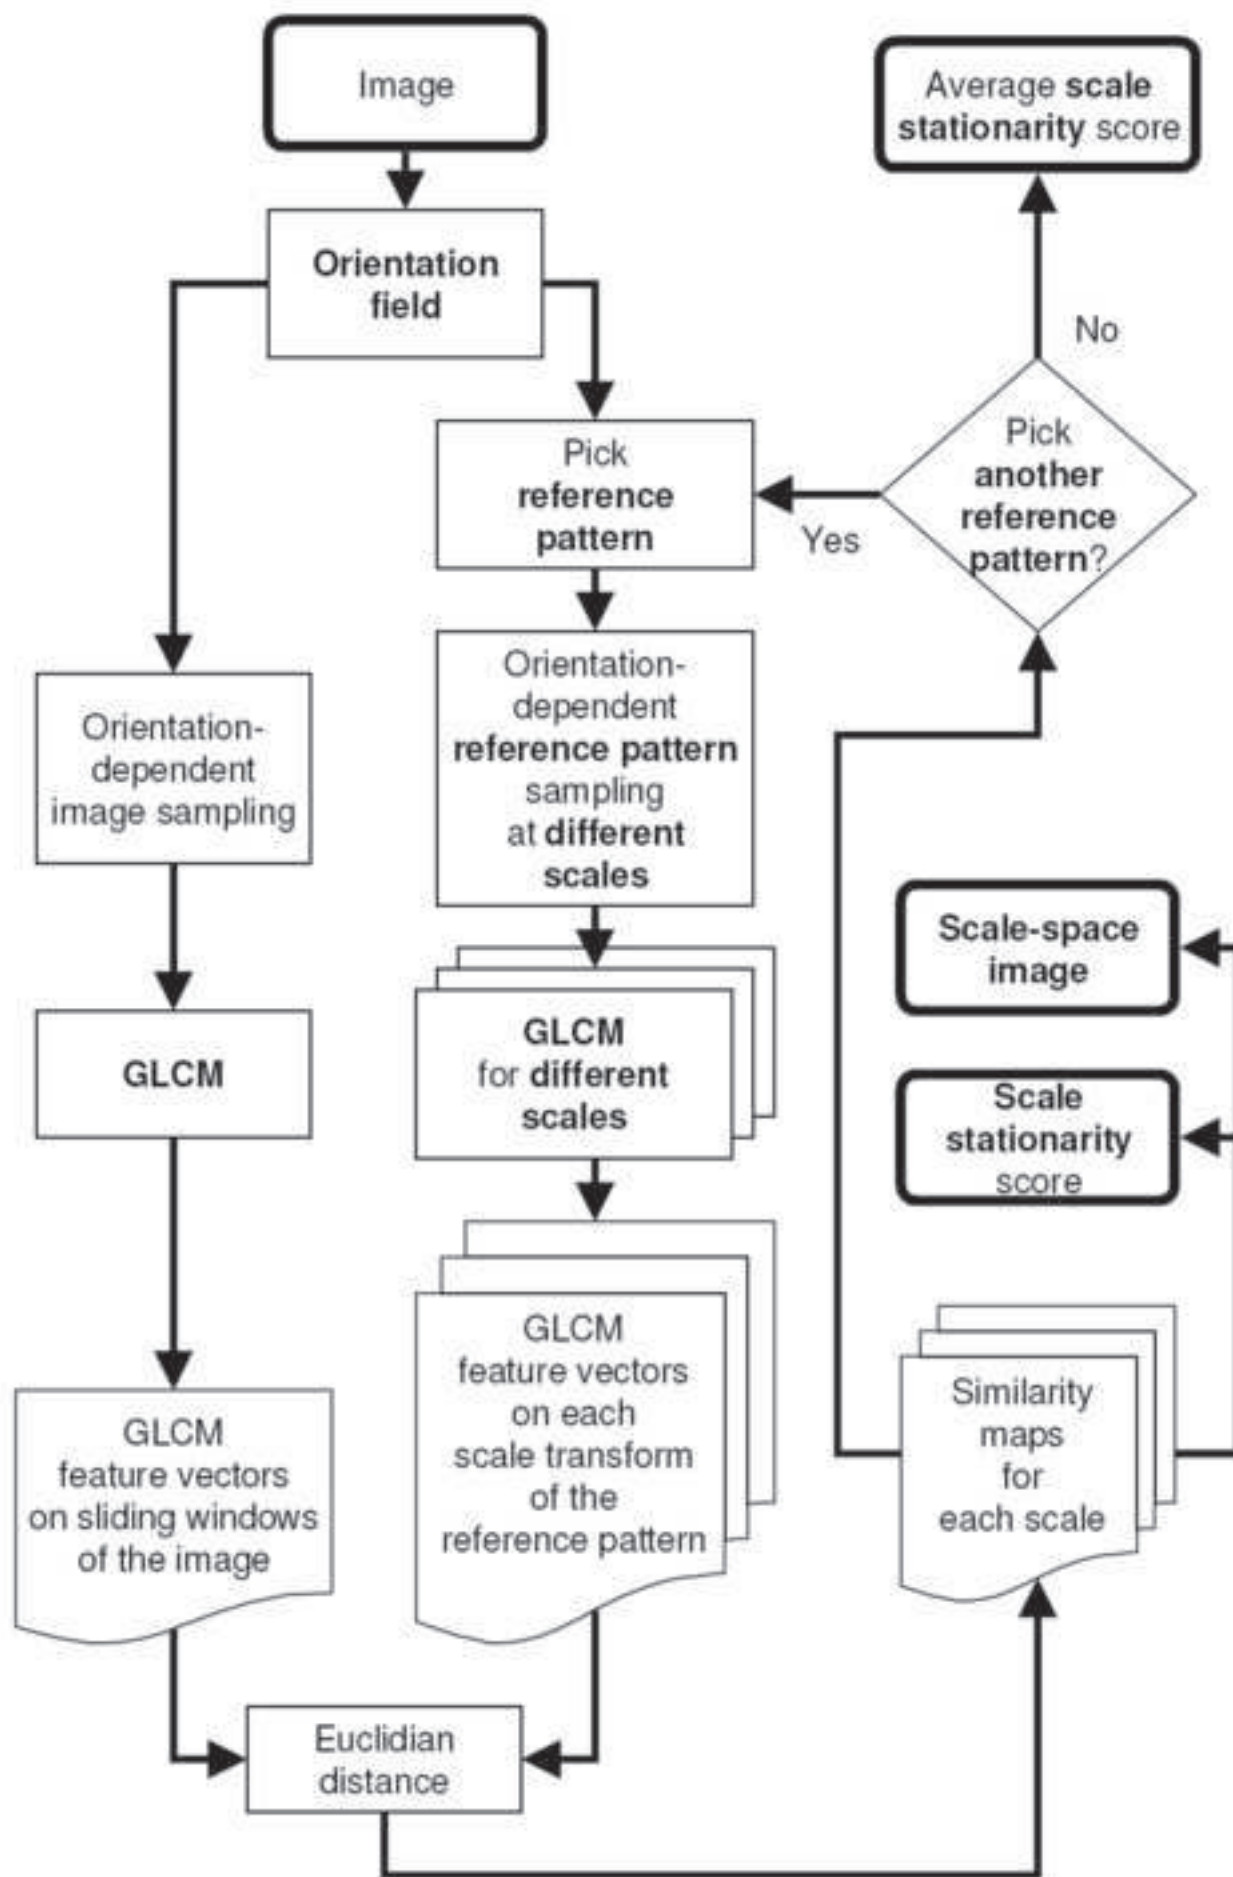 Image
Average scale
stationarity score
Orientation
field
No
Pick
reference
pattern
Yes
Pick
another
reference
pattern?
Orientation-
dependent
image sampling
Orientation-
dependent
reference pattern
sampling
at different
scales
Scale-space
image
GLCM
GLCM
for different
scales
Scale
stationarity
score
GLCM
feature vectors
on sliding windows
of the image
GLCM
feature vectors
on each
scale transform
of the
reference pattern
Similarity
maps
for
each scale
Euclidian
distance